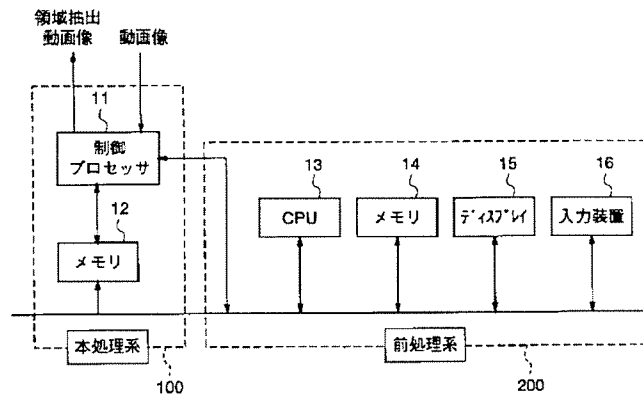 領域抽出
動画像
動画像
11
制御
プロセッサ
12
メモリ
13
CPU
14
メモリ
15
ディスプレイ
16
入力装置
本処理系
100
前処理系
200